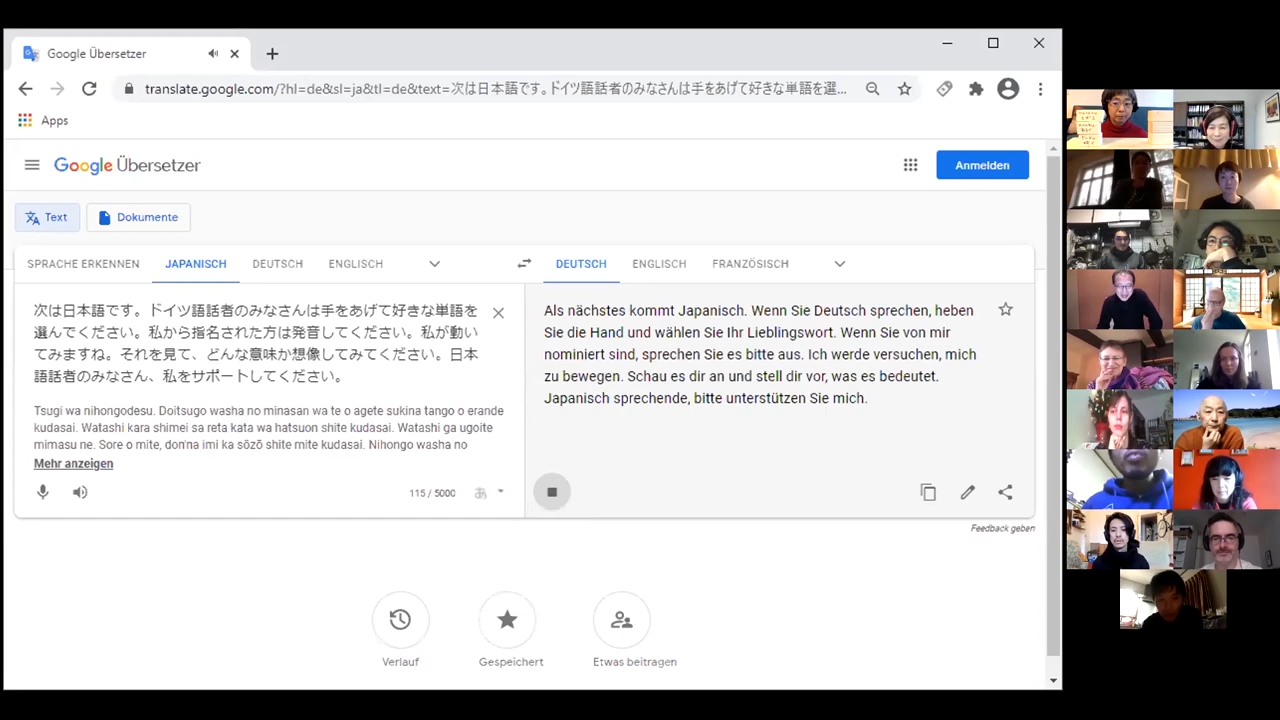 Google Übersetzer
translate.google.com/?hl=de&sl=ja&tl=de&text=次は日本語です。ドイツ語話者のみなさんは手をあげて好きな単語を選...
Apps
Google Übersetzer
Anmelden
Text
Dokumente
SPRACHE ERKENNEN JAPANISCH DEUTSCH ENGLISCH
DEUTSCH ENGLISCH FRANZÖSISCH
次は日本語です。ドイツ語話者のみなさんは手をあげて好きな単語を
選んでください。私から指名された方は発音してください。私が動い
てみますね。それを見て、どんな意味か想像してみてください。日本
語話者のみなさん、私をサポートしてください。
Tsugi wa nihongodesu. Doitsugo washa no minasan wa te o agete sukina tango o erande
kudasai. Watashi kara shimei sa reta kata wa hatsuon shite kudasai. Watashi ga ugoite
mimasu ne. Sore o mite, donna imi ka sōzō shite mite kudasai. Nihongo washa no
Mehr anzeigen
115 / 5000
あ
Als nächstes kommt Japanisch. Wenn Sie Deutsch sprechen, heben
Sie die Hand und wählen Sie Ihr Lieblingswort. Wenn Sie von mir
nominiert sind, sprechen Sie es bitte aus. Ich werde versuchen, mich
zu bewegen. Schau es dir an und stell dir vor, was es bedeutet.
Japanisch sprechende, bitte unterstützen Sie mich.
Feedback geben
Verlauf
Gespeichert
Etwas beitragen